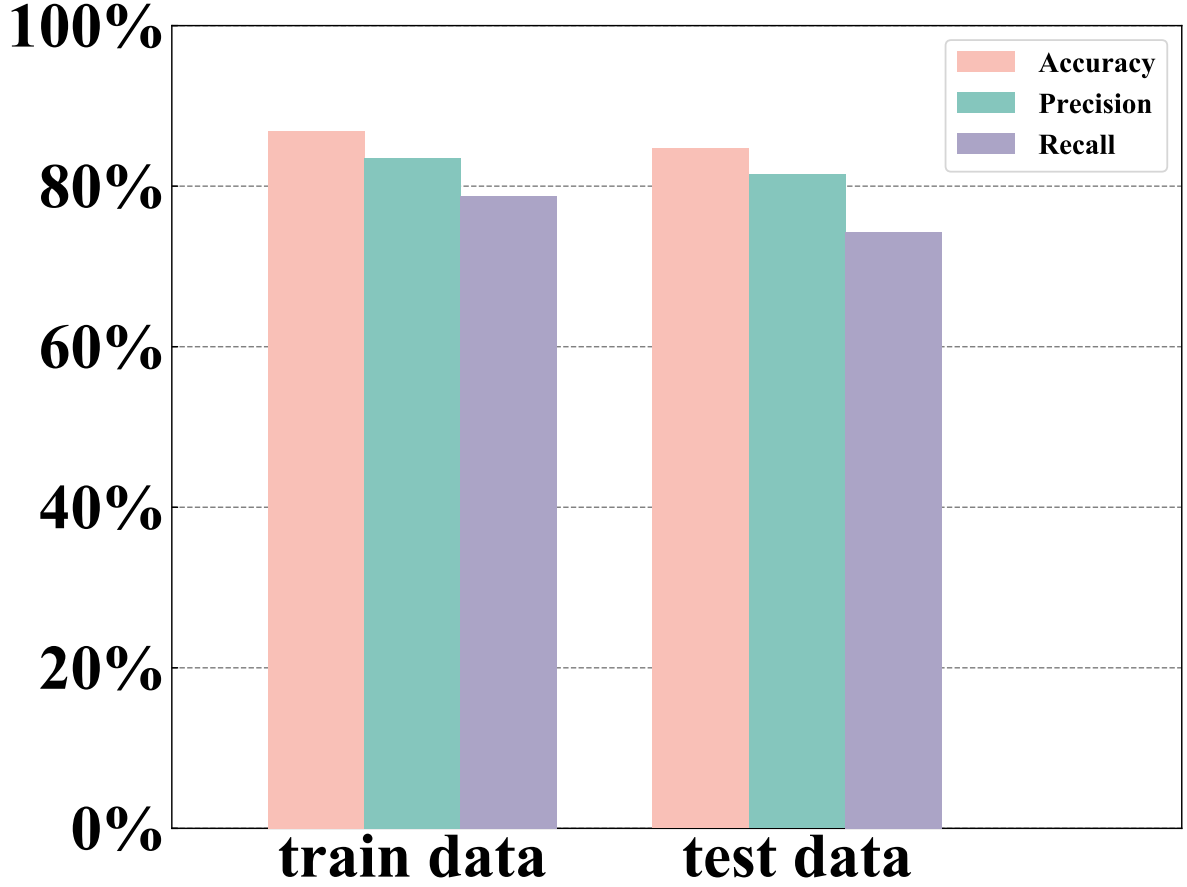 100%
80%
60%
40%
20%
0%
train data
test data
Accuracy
Precision
Recall